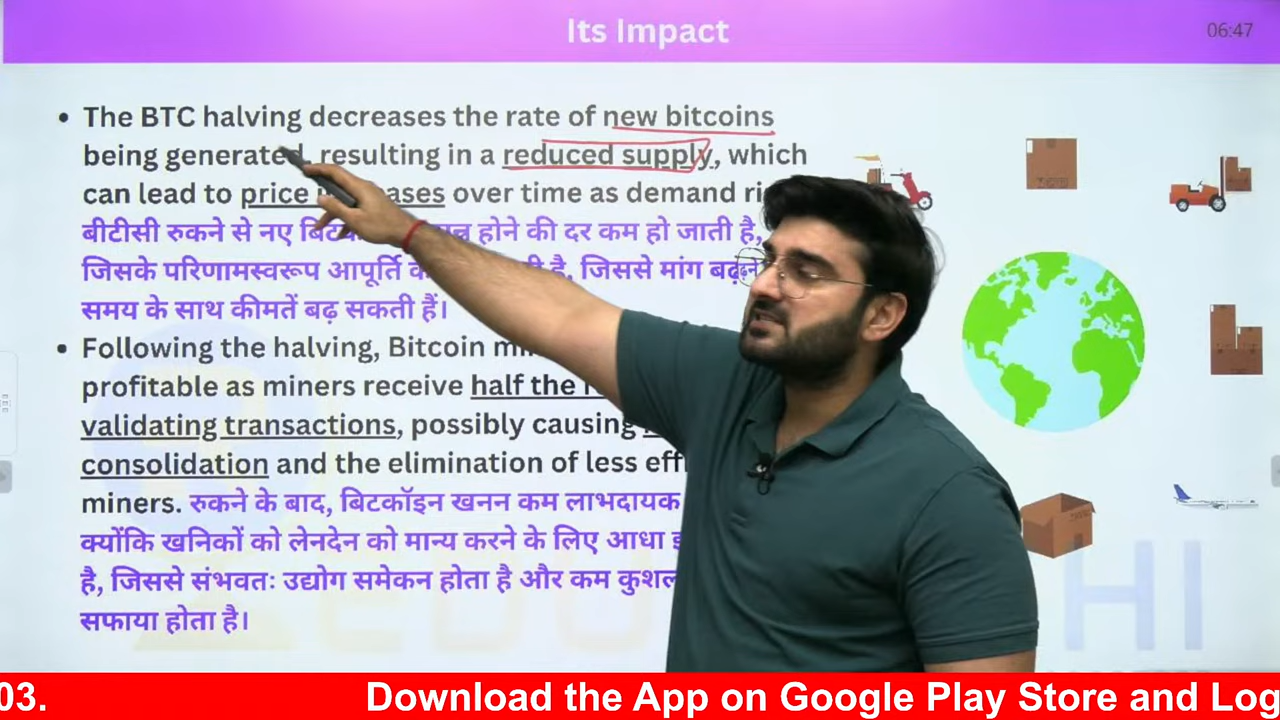 Its Impact
06:47
• The BTC halving decreases the rate of new bitcoins
being generated, resulting in a reduced supply, which
can lead to price over time as demand
बीटीसी रुकने से नए होने की दर कम हो जाती है,
जिसके परिणामस्वरूप आपूर्ति है, जिससे मांग
समय के साथ कीमतें बढ़ सकती हैं।
• Following the halving, Bitcoin
profitable as miners receive half the
validating transactions, possibly causing
consolidation and the elimination of less
miners. रुकने के बाद, बिटकॉइन खनन कम लाभदायक
क्योंकि खनिकों को लेनदेन को मान्य करने के लिए आधा
है, जिससे संभवतः उद्योग समेकन होता है और कम कुशल
सफाया होता है।
HI
03. Download the App on Google Play Store and Log